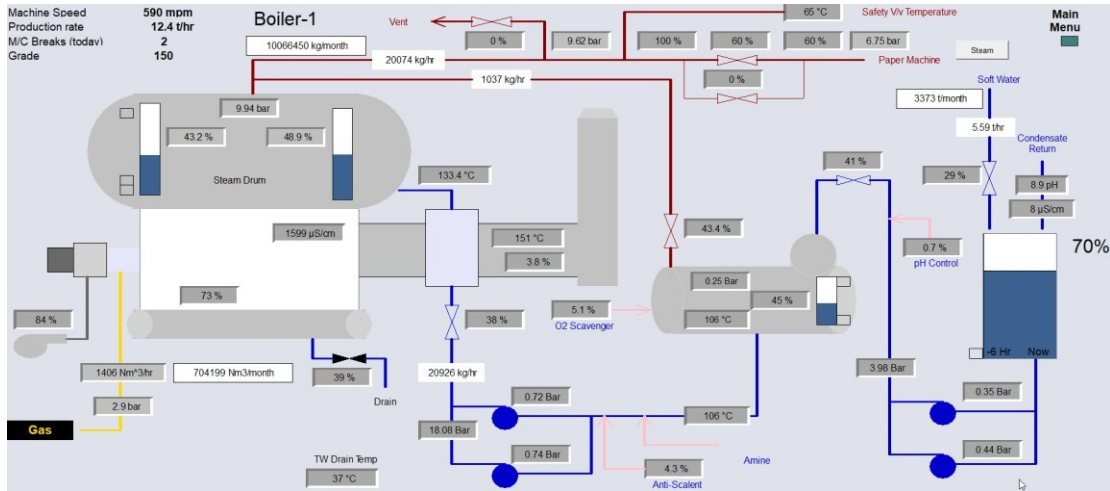 Machine Speed 590 mpm
Production rate 12.4 t/hr
M/C Breaks (today) 2
Grade 150
Boiler-1
10066450 kg/month
Vent
0 %
9.62 bar
65 °C
Safety V/v Temperature
100 %
60 %
60 %
6.75 bar
Main
Menu
Steam
20074 kg/hr
Paper Machine
1037 kg/hr
0 %
Soft Water
3373 t/month
5.59 t/hr
Condensate
Return
9.94 bar
43.2 %
48.9 %
Steam Drum
133.4 °C
41 %
29 %
8.9 pH
8 µS/cm
1599 µS/cm
151 °C
3.8 %
43.4 %
0.7 %
pH Control
70%
73 %
0.25 Bar
45 %
106 °C
5.1 %
O2 Scavenger
84 %
38 %
-6 Hr Now
1406 Nm^3/hr
704199 Nm3/month
39 %
Drain
20926 kg/hr
3.98 Bar
2.9 bar
0.72 Bar
106 °C
0.35 Bar
Gas
18.08 Bar
0.74 Bar
0.44 Bar
TW Drain Temp
37 °C
4.3 %
Anti-Scalent
Amine